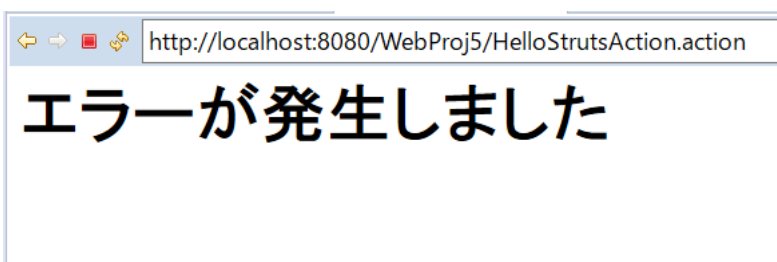 http://localhost:8080/WebProj5/HelloStrutsAction.action
エラーが発生しました